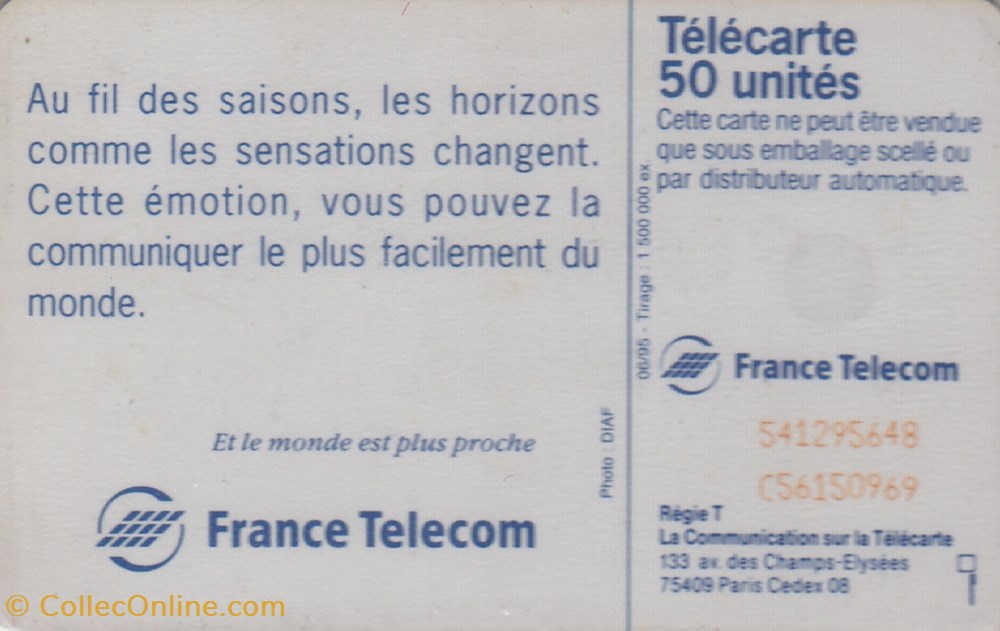 Au fil des saisons, les horizons
comme les sensations changent.
Cette émotion, vous pouvez la
communiquer le plus facilement du
monde.
Et le monde est plus proche
France Telecom
Photo : DIAF
06/95 - Tirage : 1 500 000 ex.
Télécarte
50 unités
Cette carte ne peut être vendue
que sous emballage scellé ou
par distributeur automatique.
France Telecom
541295648
C56150969
Régie T
La Communication sur la Télécarte
133 av. des Champs-Elysées
75409 Paris Cedex 08
© CollecOnline.com